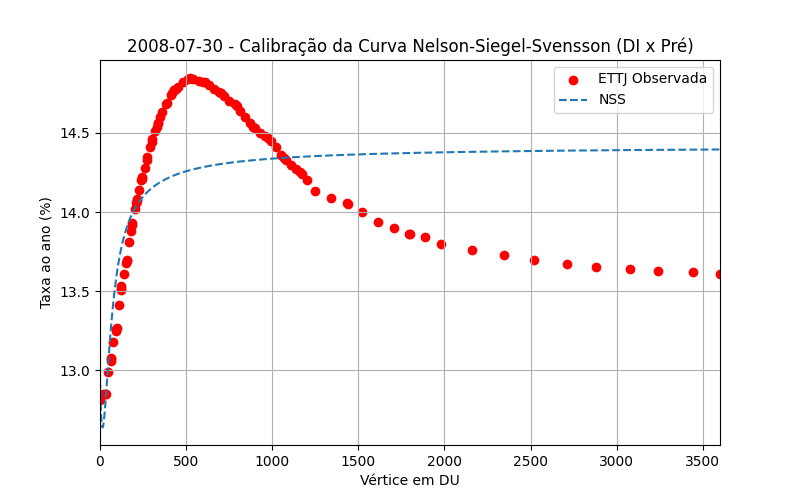 2008-07-30 - Calibração da Curva Nelson-Siegel-Svensson (DI x Pré)
ETTJ Observada
NSS
Taxa ao ano (%)
14.5
14.0
13.5
13.0
0 500 1000 1500 2000 2500 3000 3500
Vértice em DU